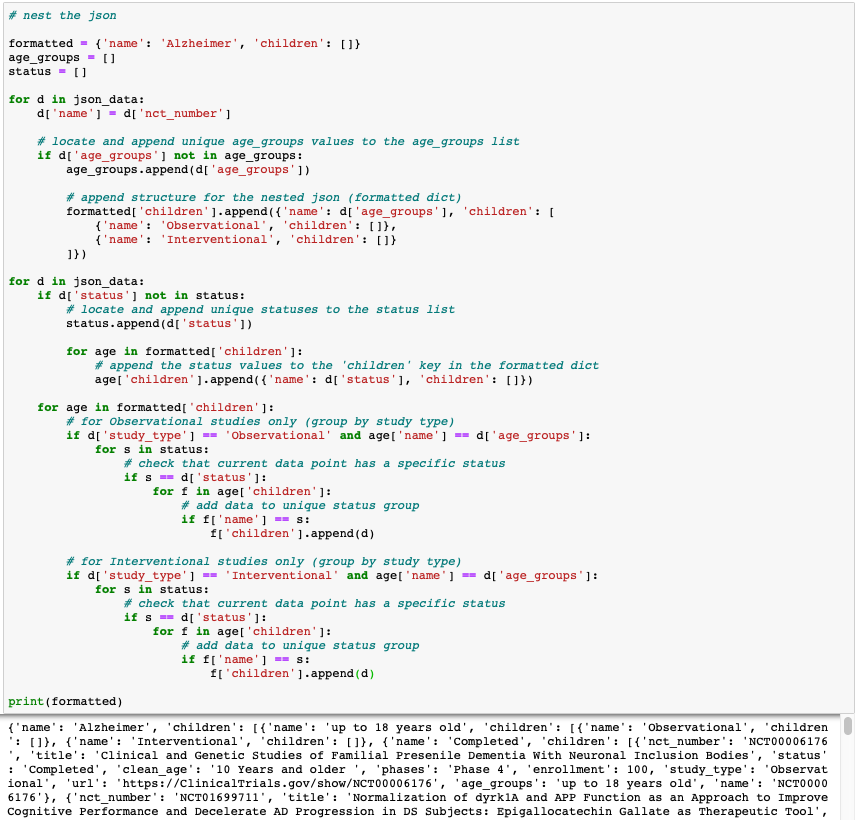 # nest the json
formatted = {'name': 'Alzheimer', 'children': []}
age_groups = []
status = []
for d in json_data:
    d['name'] = d['nct_number']
    # locate and append unique age_groups values to the age_groups list
    if d['age_groups'] not in age_groups:
        age_groups.append(d['age_groups'])
        # append structure for the nested json (formatted dict)
        formatted['children'].append({'name': d['age_groups'], 'children': [
            {'name': 'Observational', 'children': []},
            {'name': 'Interventional', 'children': []}
        ]})
for d in json_data:
    if d['status'] not in status:
        # locate and append unique statuses to the status list
        status.append(d['status'])
        for age in formatted['children']:
            # append the status values to the 'children' key in the formatted dict
            age['children'].append({'name': d['status'], 'children': []})
    for age in formatted['children']:
        # for Observational studies only (group by study type)
        if d['study_type'] == 'Observational' and age['name'] == d['age_groups']:
            for s in status:
                # check that current data point has a specific status
                if s == d['status']:
                    for f in age['children']:
                        # add data to unique status group
                        if f['name'] == s:
                            f['children'].append(d)
        # for Interventional studies only (group by study type)
        if d['study_type'] == 'Interventional' and age['name'] == d['age_groups']:
            for s in status:
                # check that current data point has a specific status
                if s == d['status']:
                    for f in age['children']:
                        # add data to unique status group
                        if f['name'] == s:
                            f['children'].append(d)
print(formatted)
{'name': 'Alzheimer', 'children': [{'name': 'up to 18 years old', 'children': [{'name': 'Observational', 'children
': []}, {'name': 'Interventional', 'children': []}, {'name': 'Completed', 'children': [{'nct_number': 'NCT00006176
', 'title': 'Clinical and Genetic Studies of Familial Presenile Dementia With Neuronal Inclusion Bodies', 'status'
: 'Completed', 'clean_age': '10 Years and older ', 'phases': 'Phase 4', 'enrollment': 100, 'study_type': 'Observat
ional', 'url': 'https://ClinicalTrials.gov/show/NCT00006176', 'age_groups': 'up to 18 years old', 'name': 'NCT0000
6176'}, {'nct_number': 'NCT01699711', 'title': 'Normalization of dyrk1A and APP Function as an Approach to Improve
Cognitive Performance and Decelerate AD Progression in DS Subjects: Epigallocatechin Gallate as Therapeutic Tool',